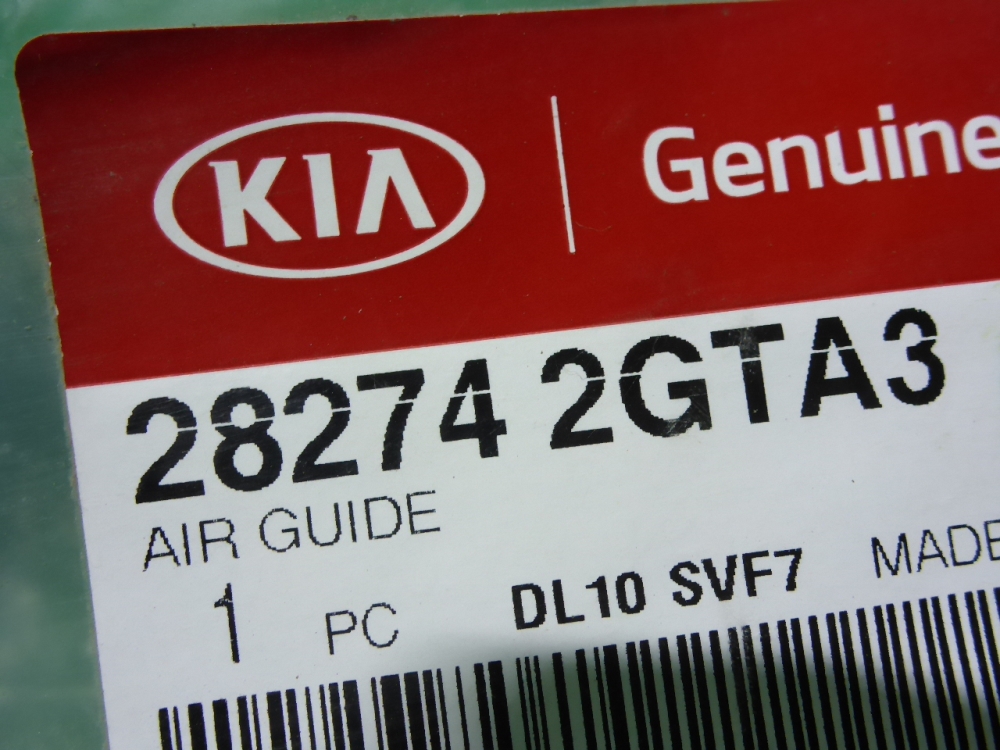 KIA Genuine
28274 2GTA3
AIR GUIDE
1 PC DL10 SVF7 MADE